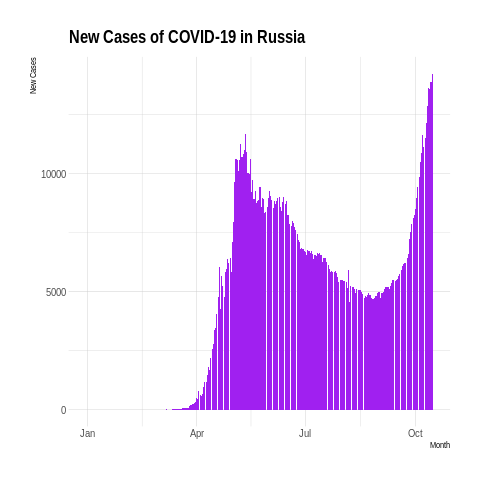 New Cases of COVID-19 in Russia
New Cases
10000
5000
0
Jan Apr Jul Oct
Month